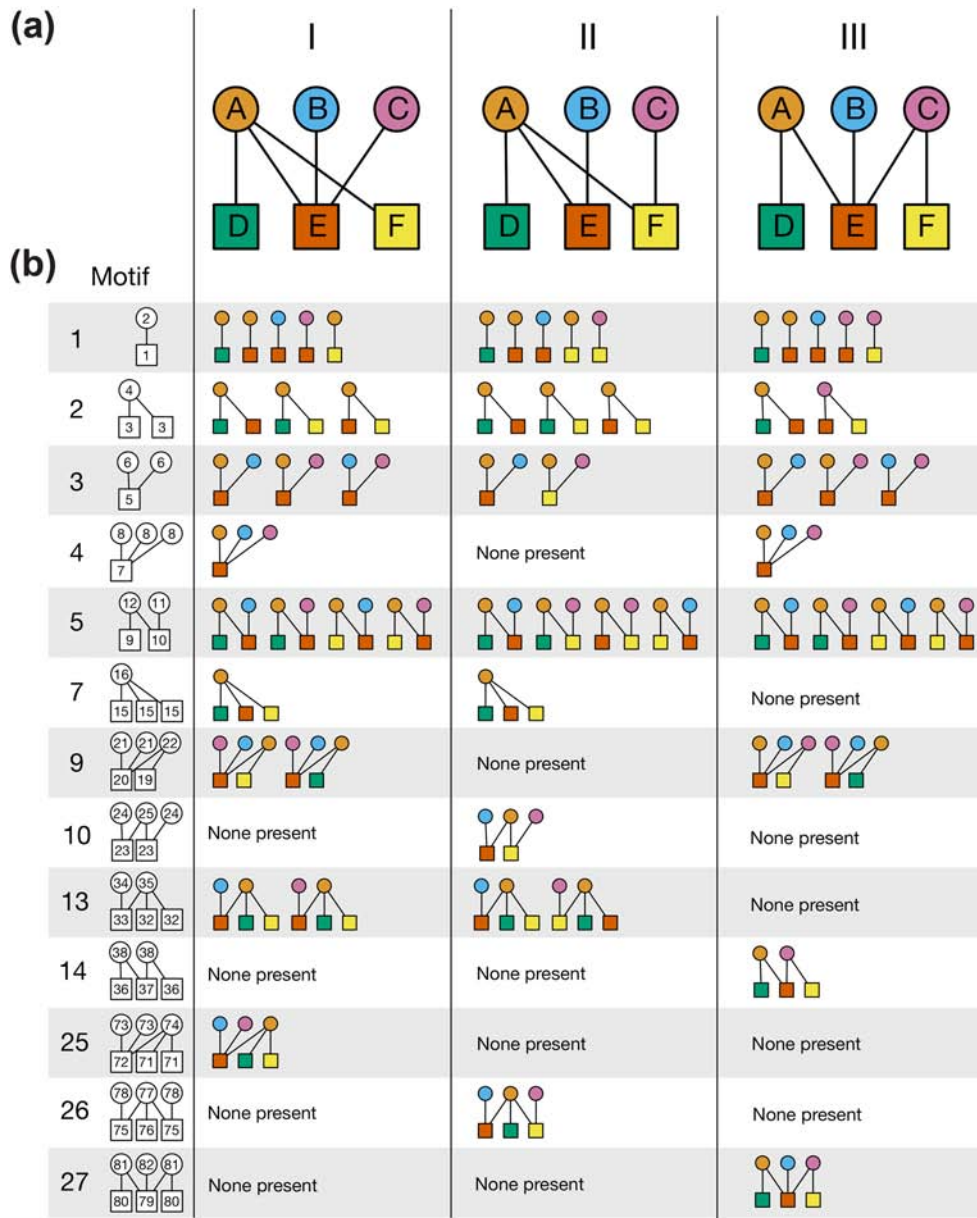 (a)
I II III
A B C A B C A B C
D E F D E F D E F
(b)
Motif
2
1
1
4
2
3 3
6 6
3
5
8 8 8
4 None present
7
12 11
5
9 10
16
7 None present
15 15 15
21 21 22
9 None present
20 19
24 25 24
10 None present None present
23 23
34 35
13 None present
33 32 32
38 38
14 None present None present
36 37 36
73 73 74
25 None present None present
72 71 71
78 77 78
26 None present None present
75 76 75
81 82 81
27 None present None present
80 79 80